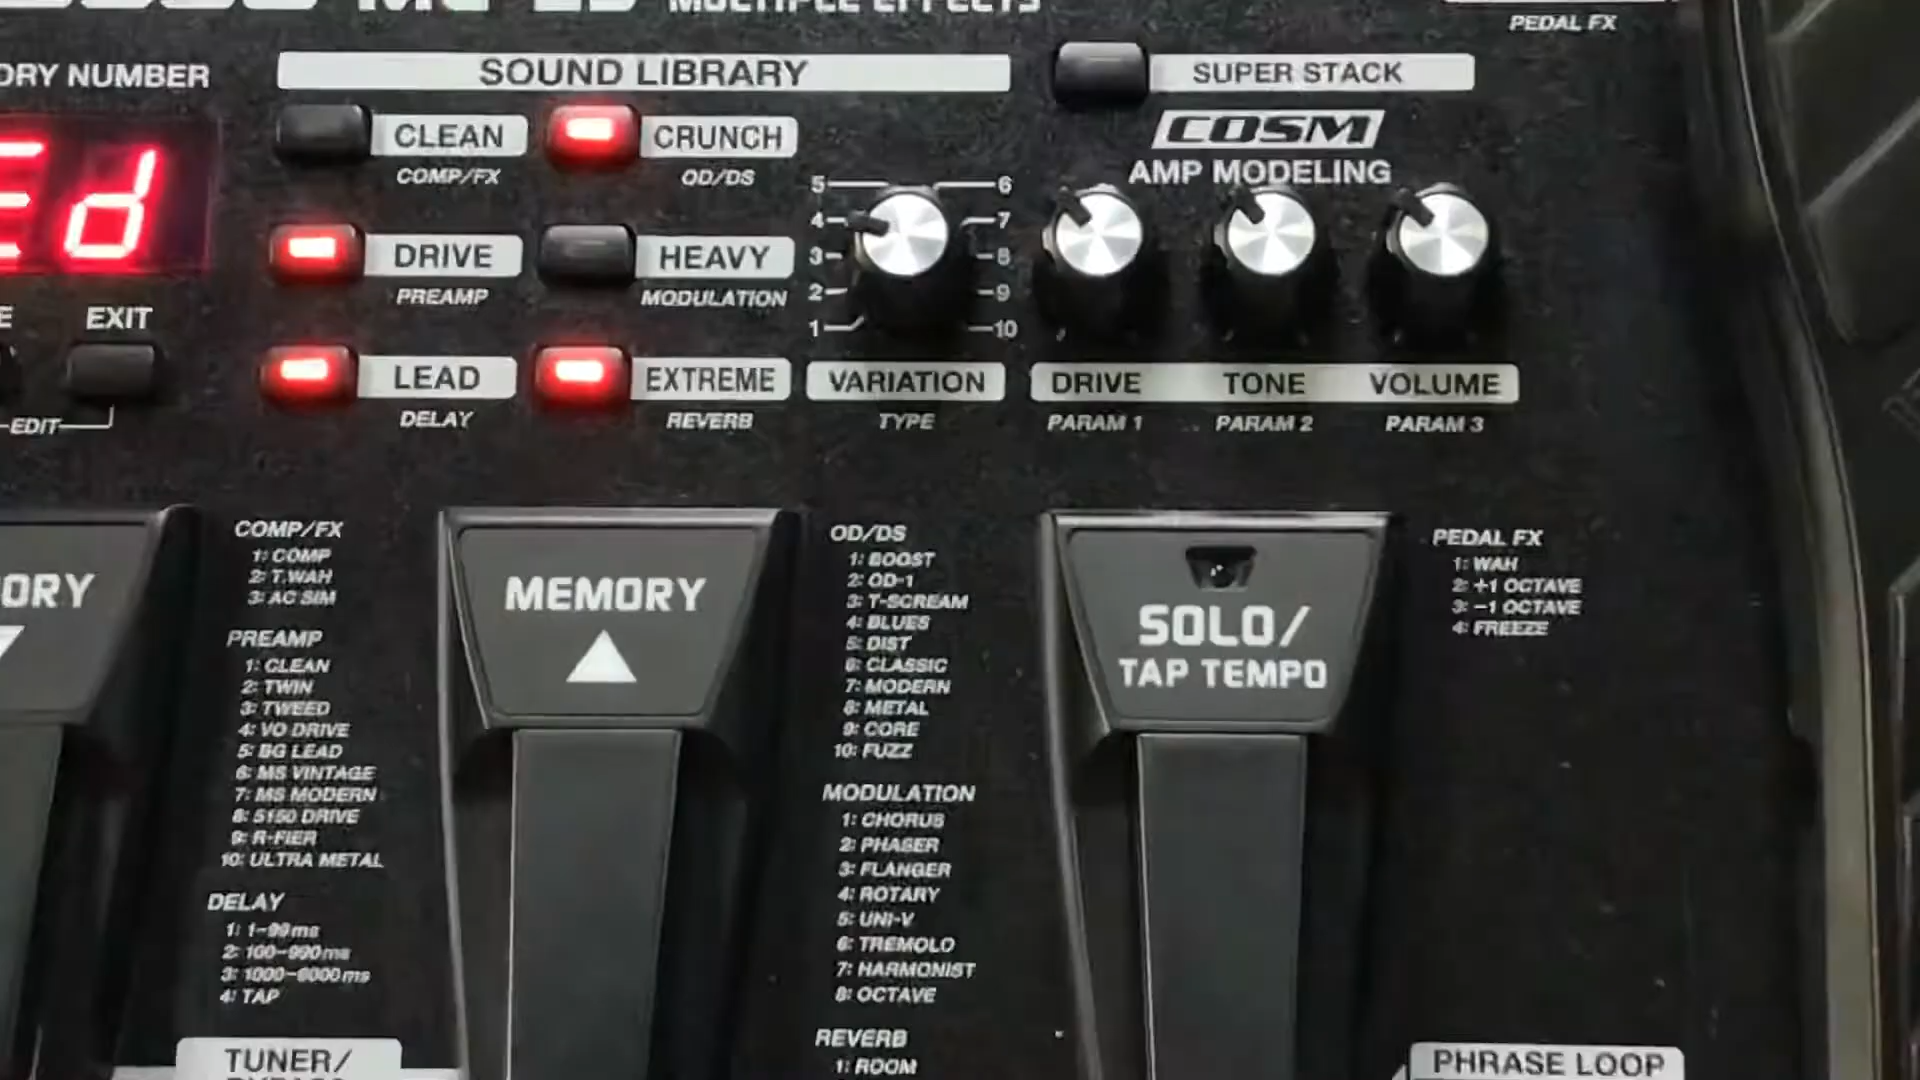 MULTIPLE EFFECTS
PEDAL FX
ORY NUMBER
SOUND LIBRARY
SUPER STACK
CLEAN
CRUNCH
COSM
COMP/FX
OD/DS
AMP MODELING
Ed
5
6
4
7
DRIVE
HEAVY
3
8
PREAMP
MODULATION
2
9
E
EXIT
1
10
LEAD
EXTREME
VARIATION
DRIVE
TONE
VOLUME
EDIT
DELAY
REVERB
TYPE
PARAM 1
PARAM 2
PARAM 3
ORY
COMP/FX
1: COMP
2: T.WAH
3: AC SIM
PREAMP
1: CLEAN
2: TWIN
3: TWEED
4: VO DRIVE
5: BG LEAD
6: MS VINTAGE
7: MS MODERN
8: 5150 DRIVE
9: R-FIER
10: ULTRA METAL
DELAY
1: 1-99ms
2: 100-990ms
3: 1000-6000ms
4: TAP
TUNER/
MEMORY
OD/DS
1: BOOST
2: OD-1
3: T-SCREAM
4: BLUES
5: DIST
6: CLASSIC
7: MODERN
8: METAL
9: CORE
10: FUZZ
MODULATION
1: CHORUS
2: PHASER
3: FLANGER
4: ROTARY
5: UNI-V
6: TREMOLO
7: HARMONIST
8: OCTAVE
REVERB
1: ROOM
SOLO/
TAP TEMPO
PEDAL FX
1: WAH
2: +1 OCTAVE
3: -1 OCTAVE
4: FREEZE
PHRASE LOOP